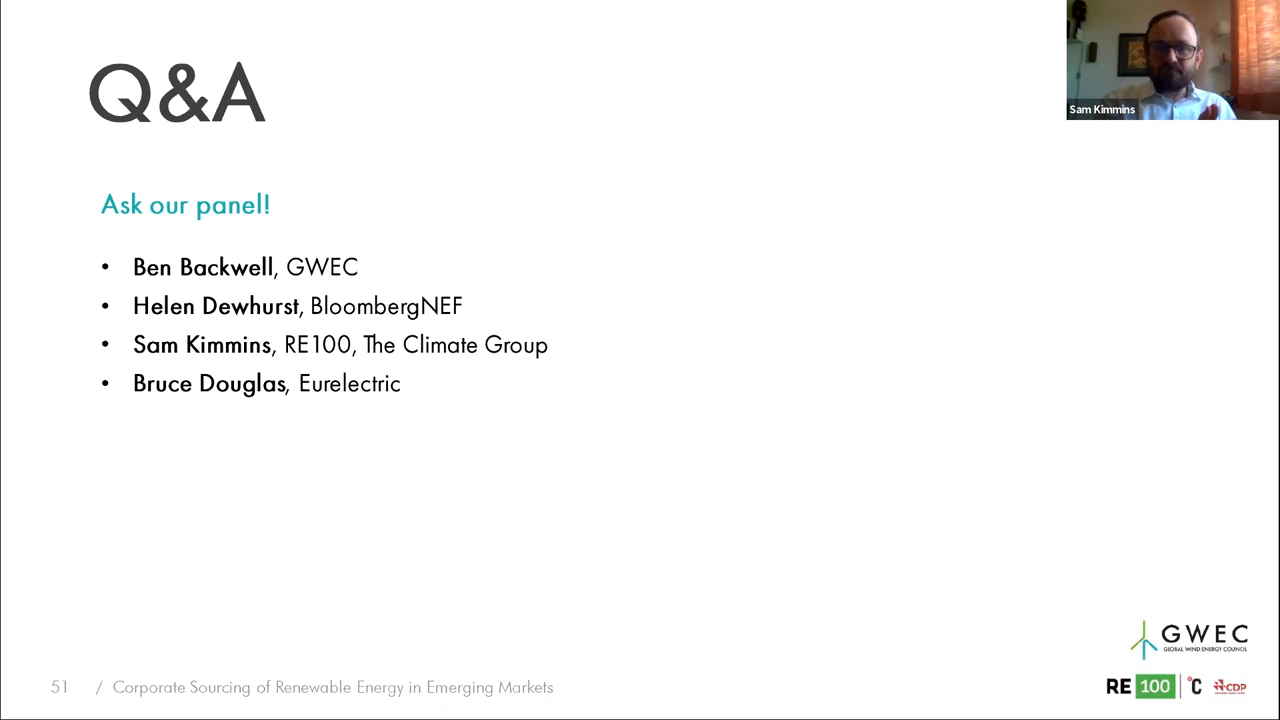 Q&A
Sam Kimmins
Ask our panel!
• Ben Backwell, GWEC
• Helen Dewhurst, BloombergNEF
• Sam Kimmins, RE100, The Climate Group
• Bruce Douglas, Eurelectric
GWEC
GLOBAL WIND ENERGY COUNCIL
51 / Corporate Sourcing of Renewable Energy in Emerging Markets
RE 100 °C CDP